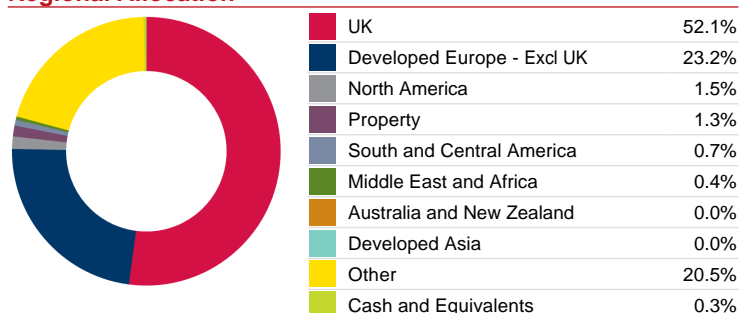 Regional Allocation
UK 52.1%
Developed Europe - Excl UK 23.2%
North America 1.5%
Property 1.3%
South and Central America 0.7%
Middle East and Africa 0.4%
Australia and New Zealand 0.0%
Developed Asia 0.0%
Other 20.5%
Cash and Equivalents 0.3%